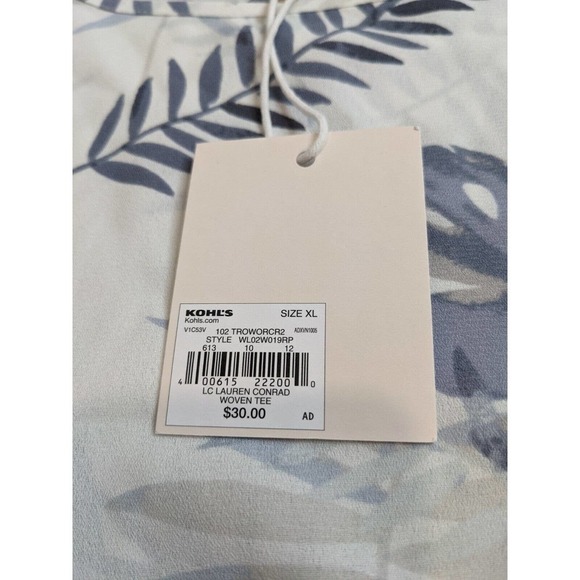 KOHL'S SIZE XL
Kohls.com
V1C53V 102 TROWORCR2 ADXVN1005
STYLE WL02W019RP
613 10 12
4 00615 22200 0
LC LAUREN CONRAD
WOVEN TEE
$30.00 AD